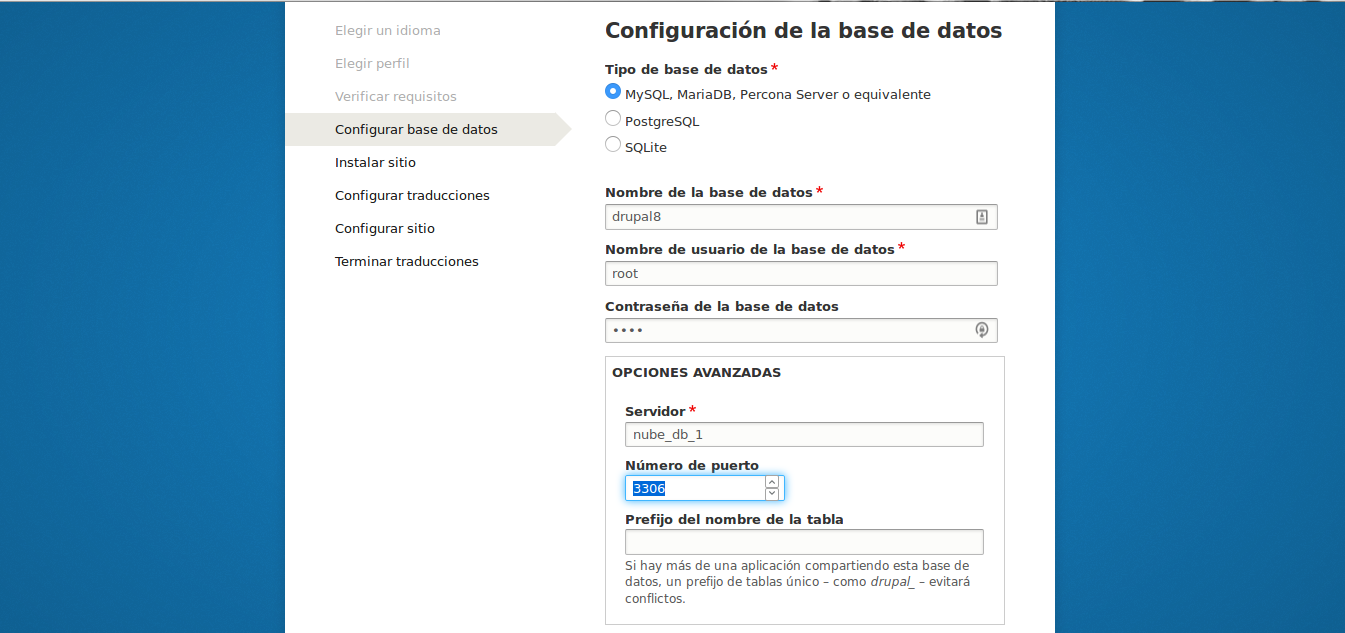 Elegir un idioma
Elegir perfil
Verificar requisitos
Configurar base de datos
Instalar sitio
Configurar traducciones
Configurar sitio
Terminar traducciones
Configuración de la base de datos
Tipo de base de datos*
MySQL, MariaDB, Percona Server o equivalente
PostgreSQL
SQLite
Nombre de la base de datos*
drupal8
Nombre de usuario de la base de datos*
root
Contraseña de la base de datos
••••
OPCIONES AVANZADAS
Servidor*
nube_db_1
Número de puerto
3306
Prefijo del nombre de la tabla
Si hay más de una aplicación compartiendo esta base de
datos, un prefijo de tablas único – como drupal_ – evitará
conflictos.